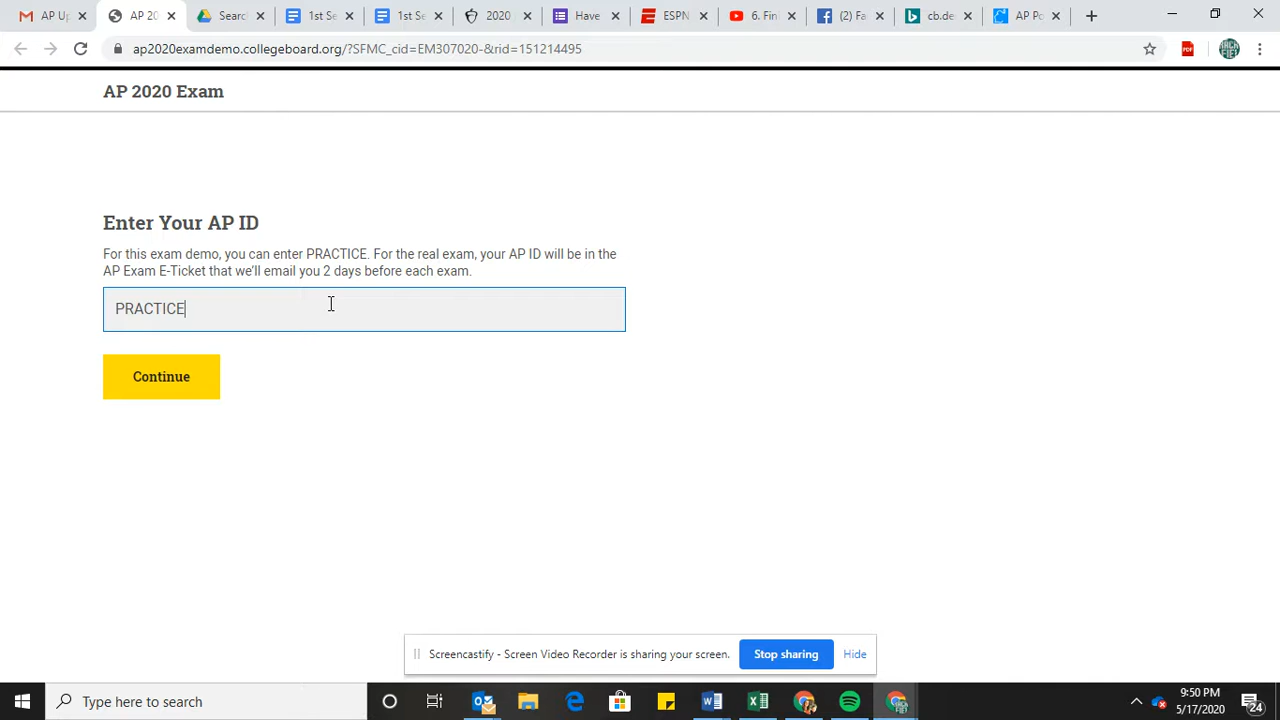 AP Up
AP 20
Search
1st Se
1st Se
2020
Have
ESPN
6. Fin
(2) Fa
cb.de
AP Po
ap2020examdemo.collegeboard.org/?SFMC_cid=EM307020-&rid=151214495
PDF
AP 2020 Exam
Enter Your AP ID
For this exam demo, you can enter PRACTICE. For the real exam, your AP ID will be in the
AP Exam E-Ticket that we'll email you 2 days before each exam.
PRACTICE
Continue
Screencastify - Screen Video Recorder is sharing your screen.
Stop sharing
Hide
Type here to search
9:50 PM
5/17/2020
24